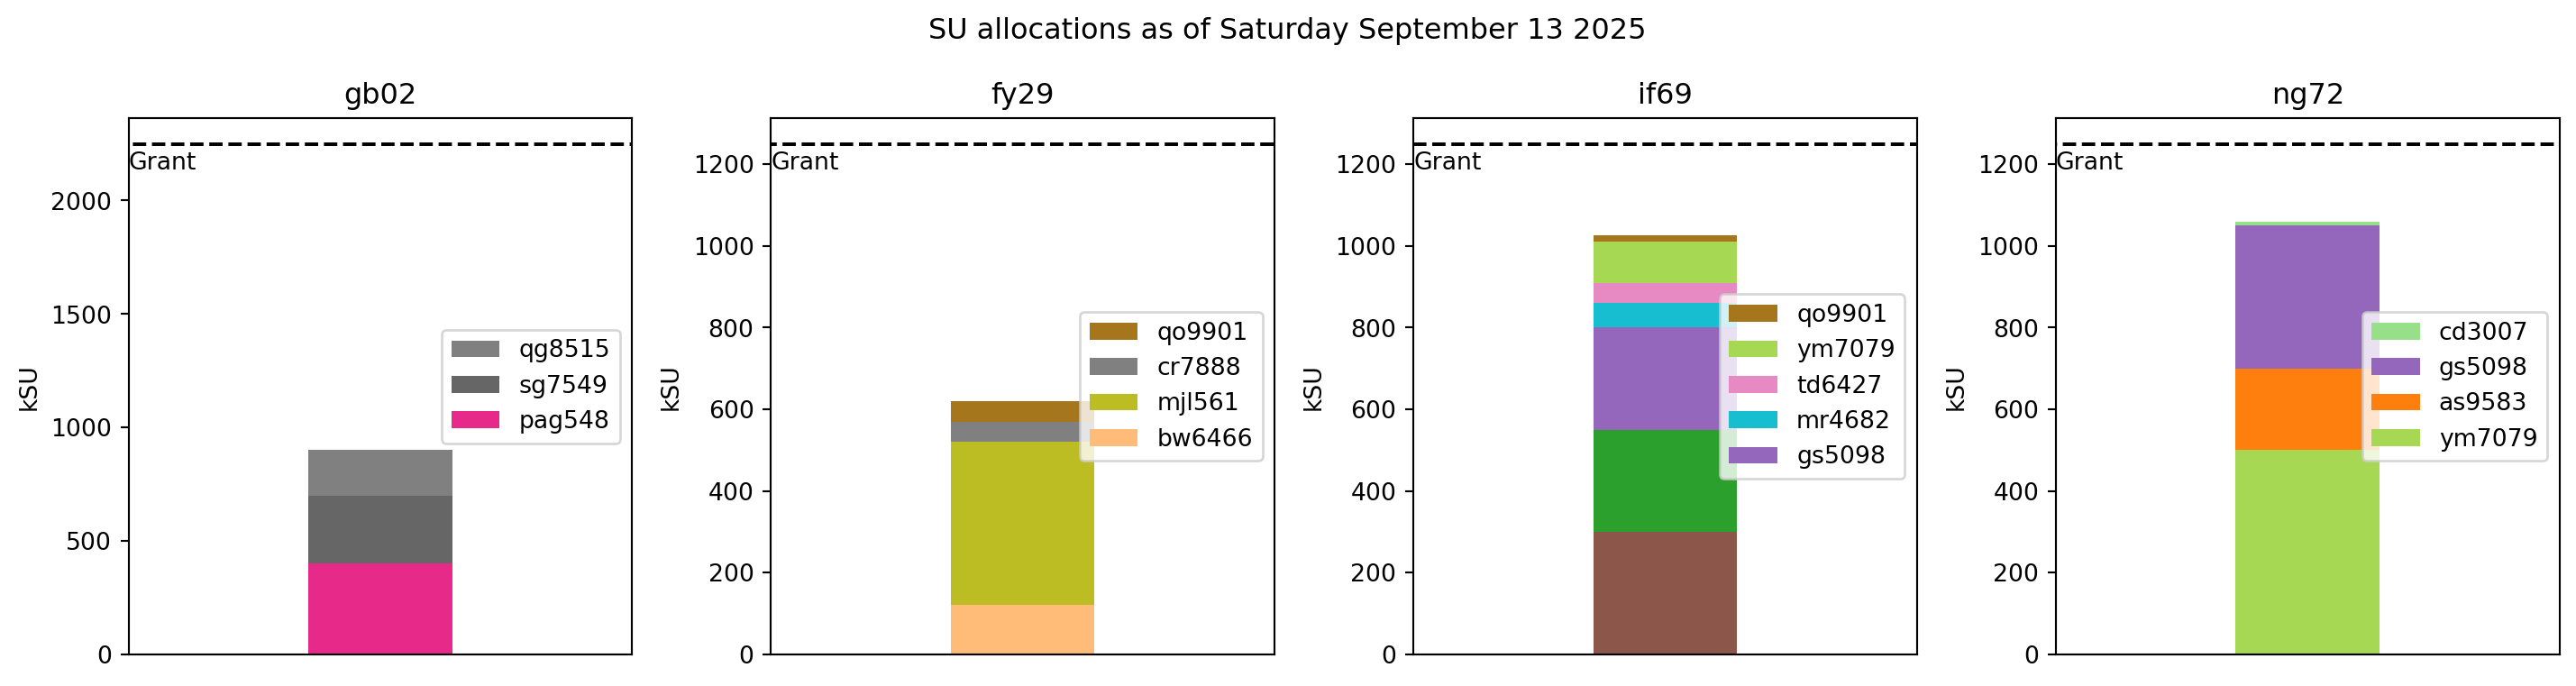 SU allocations as of Saturday September 13 2025
gb02
kSU
2000
1500
1000
500
0
Grant
qg8515
sg7549
pag548
fy29
kSU
1200
1000
800
600
400
200
0
Grant
qo9901
cr7888
mjl561
bw6466
if69
kSU
1200
1000
800
600
400
200
0
Grant
qo9901
ym7079
td6427
mr4682
gs5098
ng72
kSU
1200
1000
800
600
400
200
0
Grant
cd3007
gs5098
as9583
ym7079